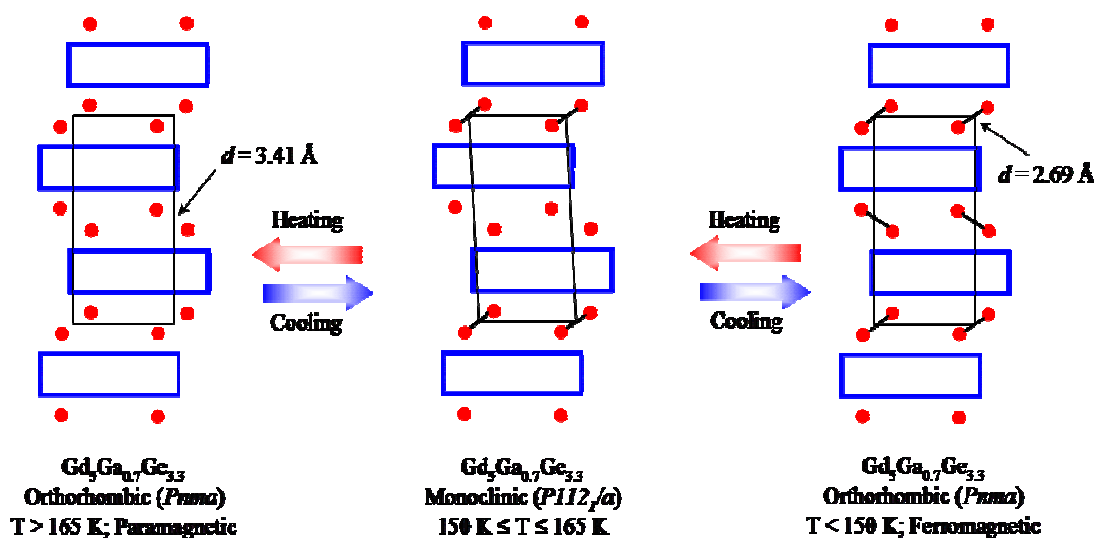 d = 3.41 Å
Heating
Cooling
Heating
Cooling
d = 2.69 Å
Gd₅Ga₀.₇Ge₃.₃
Orthorhombic (Pnma)
T > 165 K; Paramagnetic
Gd₅Ga₀.₇Ge₃.₃
Monoclinic (P112₁/a)
150 K ≤ T ≤ 165 K
Gd₅Ga₀.₇Ge₃.₃
Orthorhombic (Pnma)
T < 150 K; Ferromagnetic